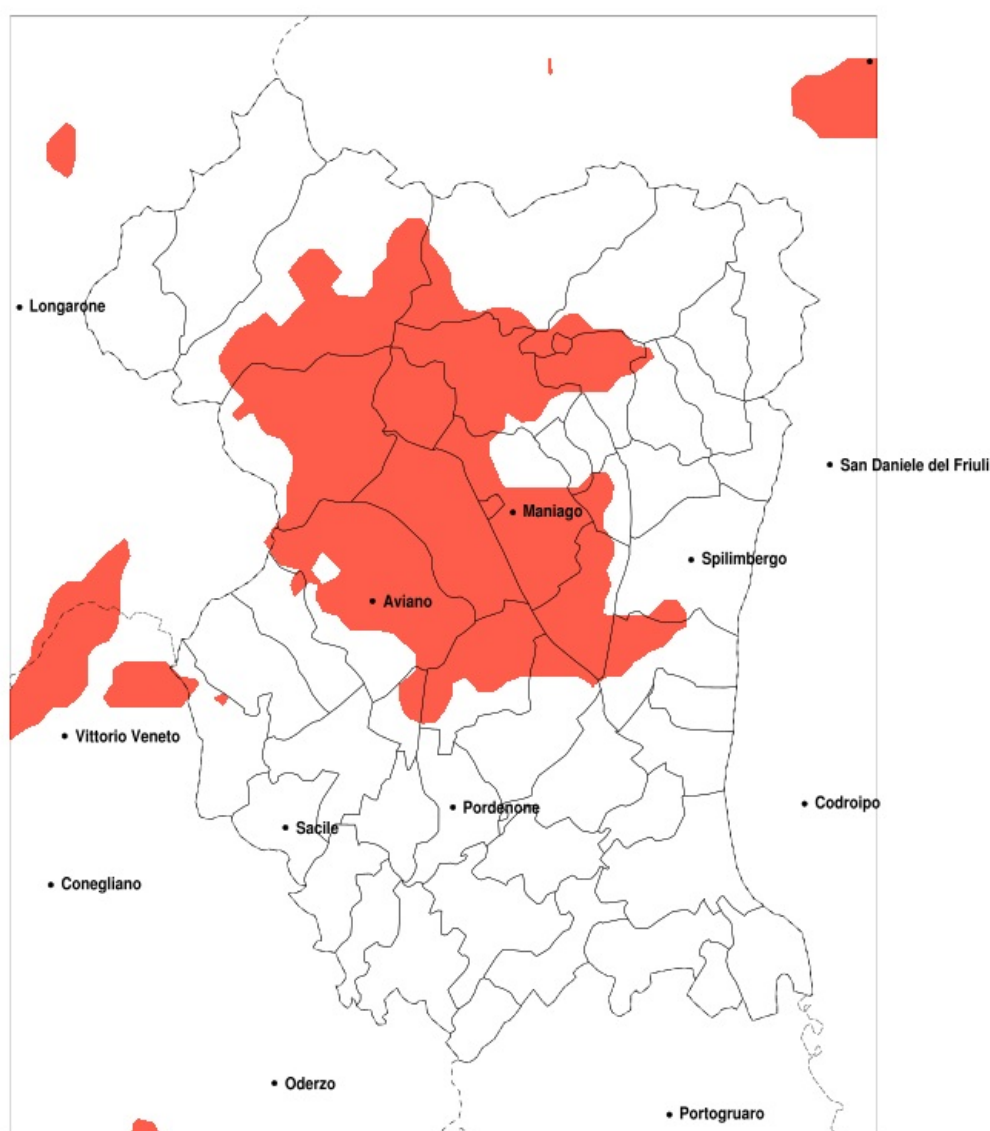 Longarone
San Daniele del Friuli
Maniago
Spilimbergo
Aviano
Vittorio Veneto
Codroipo
Pordenone
Sacile
Conegliano
Oderzo
Portogruaro